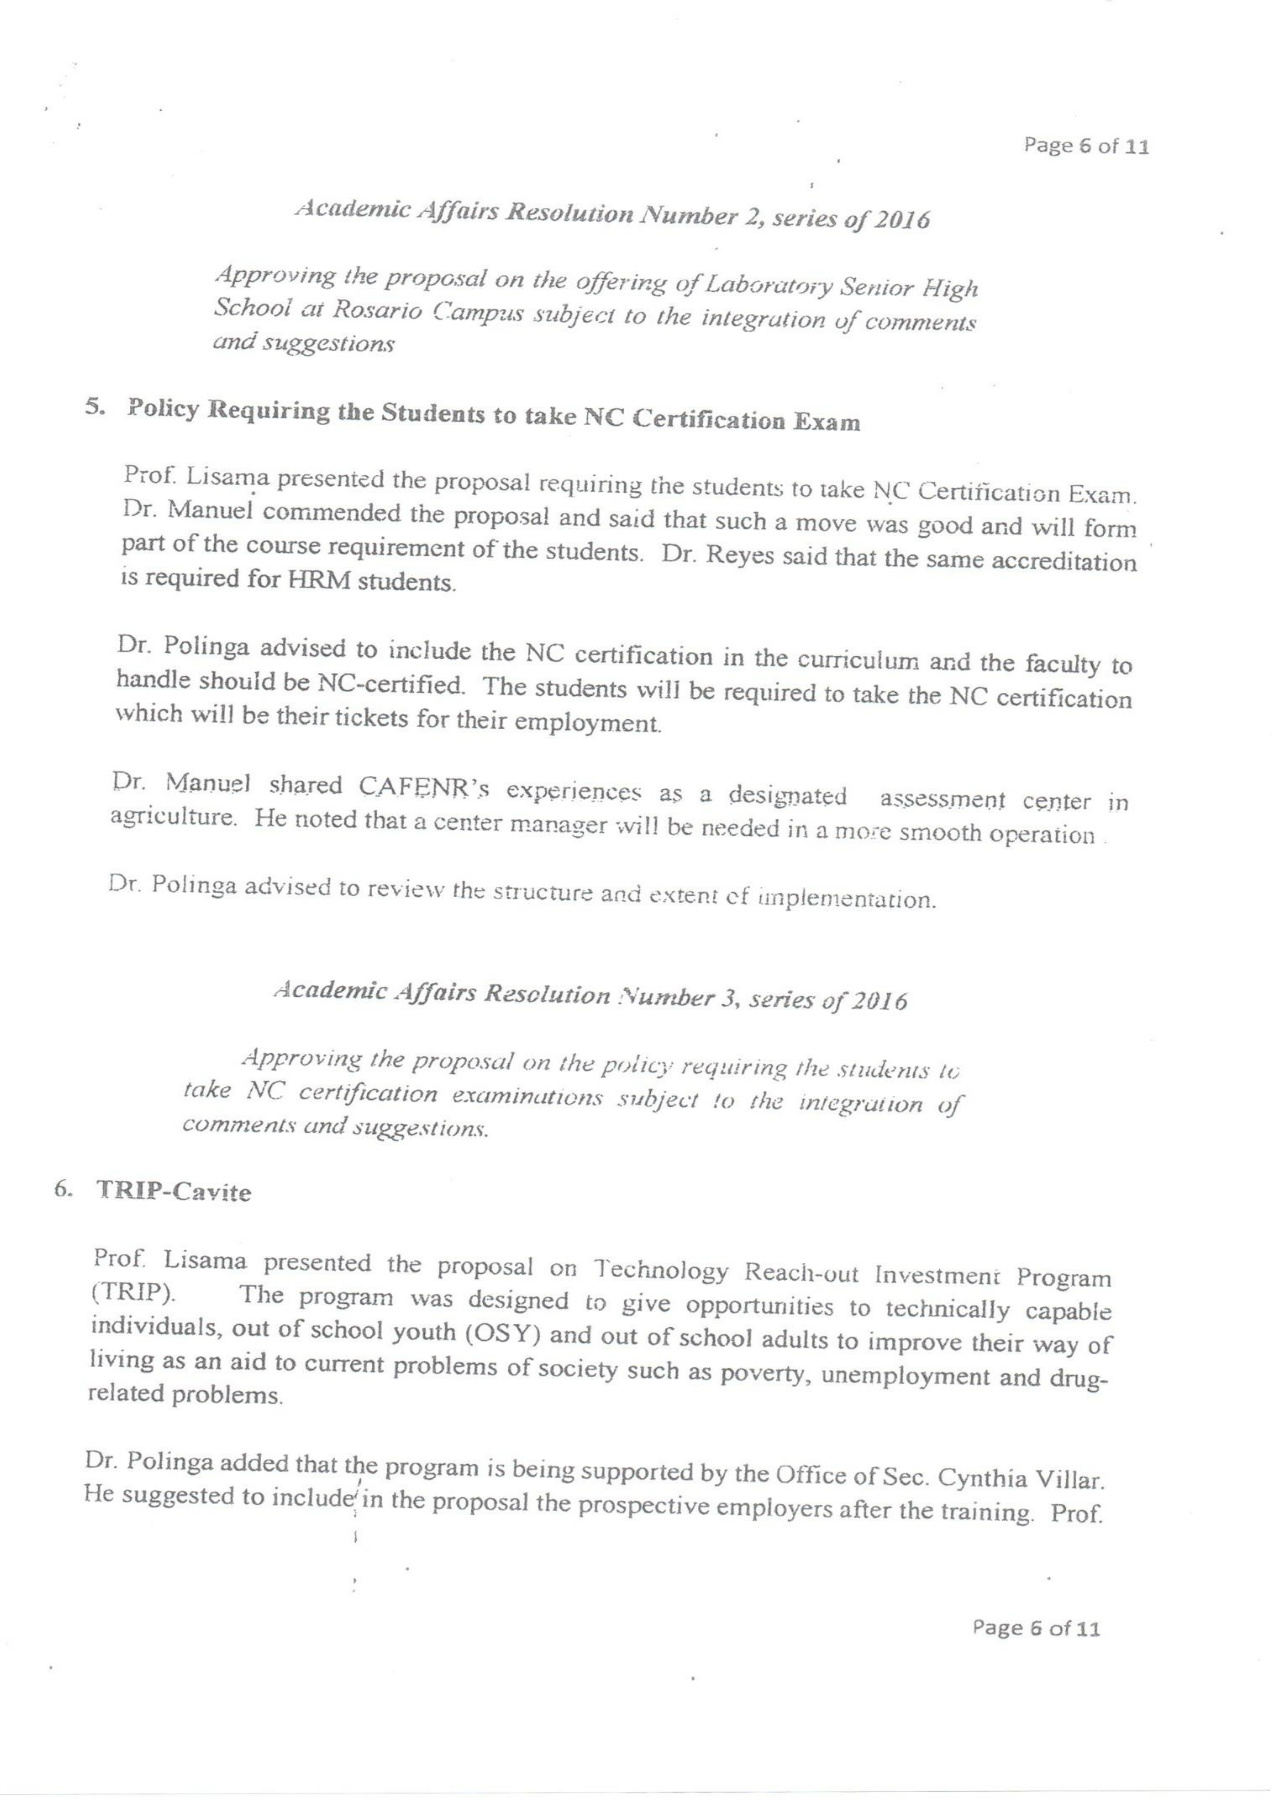 Page 6 of 11
Academic Affairs Resolution Number 2, series of 2016
Approving the proposal on the offering of Laboratory Senior High
School at Rosario Campus subject to the integration of comments
and suggestions
5. Policy Requiring the Students to take NC Certification Exam
Prof. Lisama presented the proposal requiring the students to take NC Certification Exam.
Dr. Manuel commended the proposal and said that such a move was good and will form
part of the course requirement of the students. Dr. Reyes said that the same accreditation
is required for HRM students.
Dr. Polinga advised to include the NC certification in the curriculum and the faculty to
handle should be NC-certified. The students will be required to take the NC certification
which will be their tickets for their employment.
Dr. Manuel shared CAFENR's experiences as a designated assessment center in
agriculture. He noted that a center manager will be needed in a more smooth operation.
Dr. Polinga advised to review the structure and extent of implementation.
Academic Affairs Resolution Number 3, series of 2016
Approving the proposal on the policy requiring the students to
take NC certification examinations subject to the integration of
comments and suggestions.
6. TRIP-Cavite
Prof. Lisama presented the proposal on Technology Reach-out Investment Program
(TRIP). The program was designed to give opportunities to technically capable
individuals, out of school youth (OSY) and out of school adults to improve their way of
living as an aid to current problems of society such as poverty, unemployment and drug-
related problems.
Dr. Polinga added that the program is being supported by the Office of Sec. Cynthia Villar.
He suggested to include in the proposal the prospective employers after the training. Prof.
Page 6 of 11